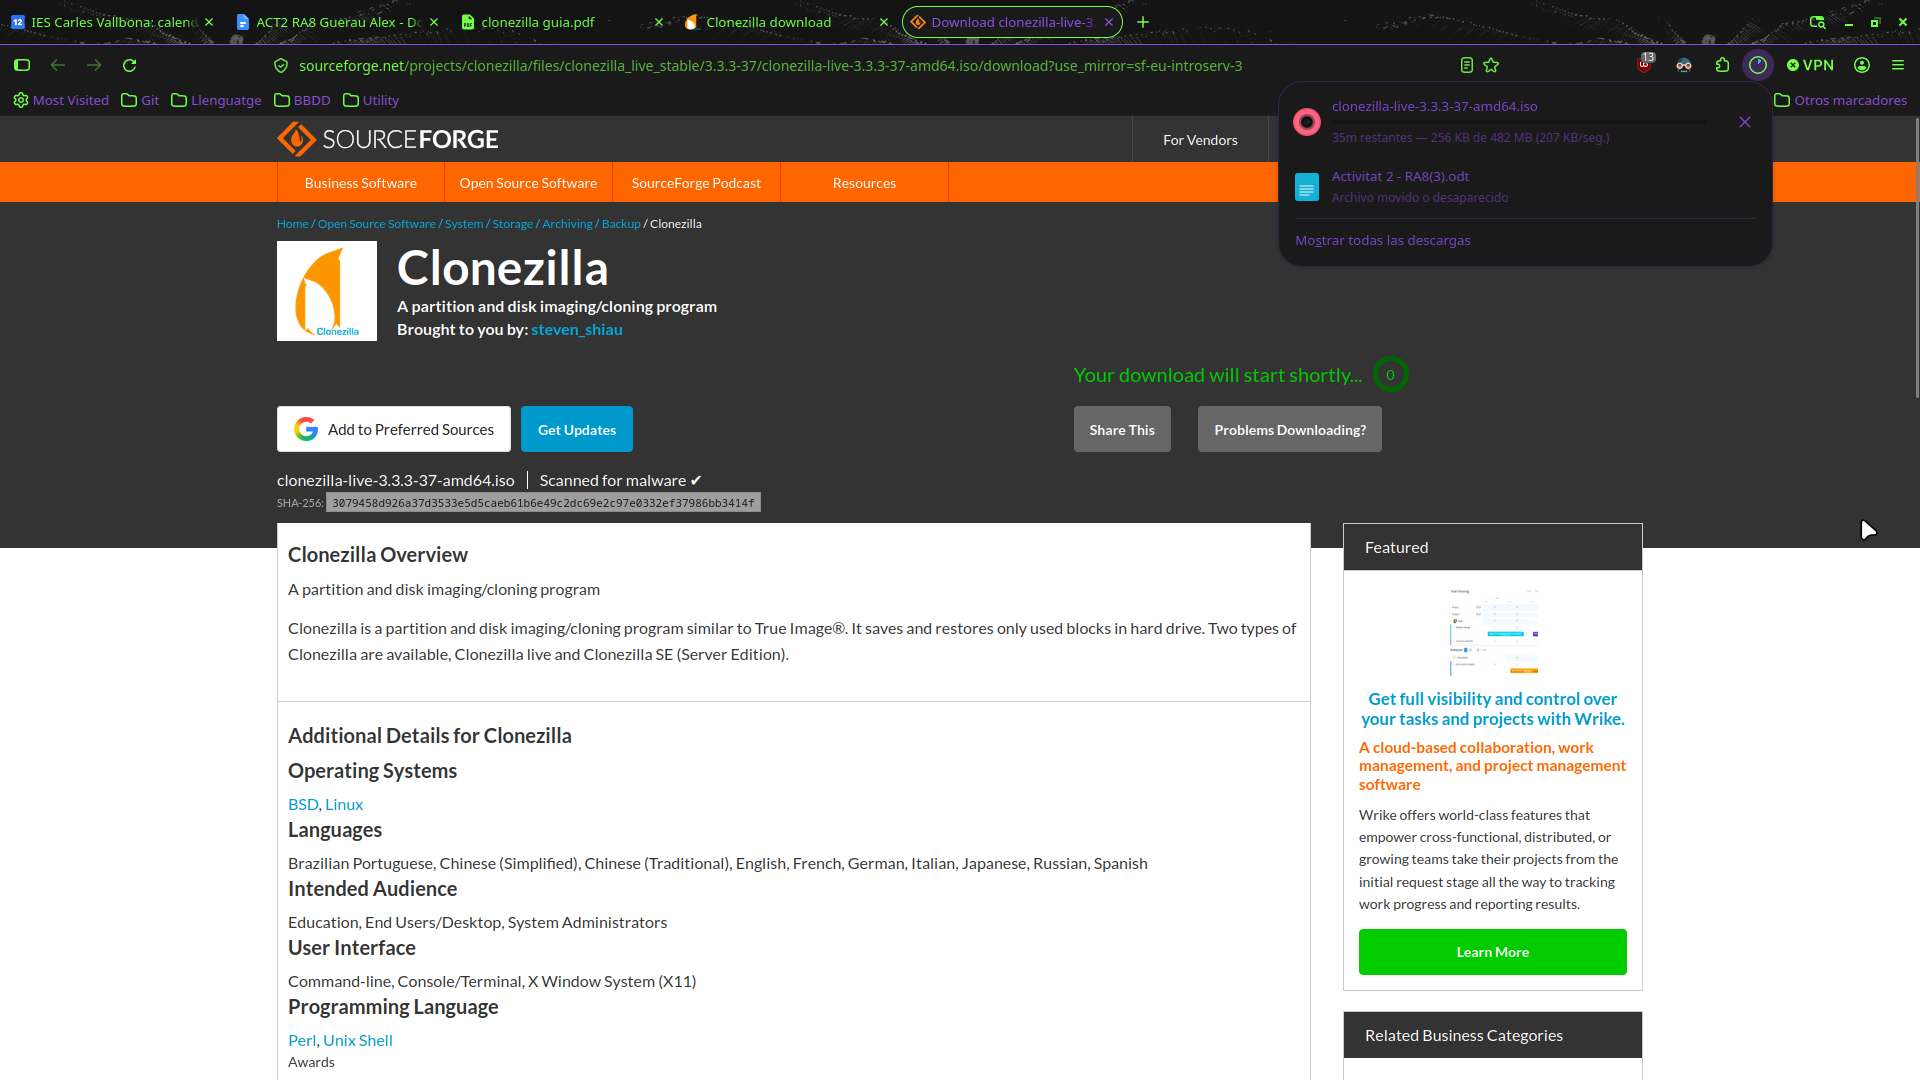 IES Carles Vallbona: calend
ACT2 RA8 Guerau Alex - Do
clonezilla guia.pdf
Clonezilla download
Download clonezilla-live-3
sourceforge.net/projects/clonezilla/files/clonezilla_live_stable/3.3.3-37/clonezilla-live-3.3.3-37-amd64.iso/download?use_mirror=sf-eu-introserv-3
13
VPN
Most Visited
Git
Llenguatge
BBDD
Utility
Otros marcadores
clonezilla-live-3.3.3-37-amd64.iso
35m restantes — 256 KB de 482 MB (207 KB/seg.)
Activitat 2 - RA8(3).odt
Archivo movido o desaparecido
Mostrar todas las descargas
SOURCEFORGE
For Vendors
Business Software
Open Source Software
SourceForge Podcast
Resources
Home / Open Source Software / System / Storage / Archiving / Backup / Clonezilla
Clonezilla
Clonezilla
A partition and disk imaging/cloning program
Brought to you by: steven_shiau
Your download will start shortly... 0
Add to Preferred Sources
Get Updates
Share This
Problems Downloading?
clonezilla-live-3.3.3-37-amd64.iso
Scanned for malware ✔
SHA-256: 3079458d926a37d3533e5d5caeb61b6e49c2dc69e2c97e0332ef37986bb3414f
Clonezilla Overview
A partition and disk imaging/cloning program
Clonezilla is a partition and disk imaging/cloning program similar to True Image®. It saves and restores only used blocks in hard drive. Two types of
Clonezilla are available, Clonezilla live and Clonezilla SE (Server Edition).
Additional Details for Clonezilla
Operating Systems
BSD, Linux
Languages
Brazilian Portuguese, Chinese (Simplified), Chinese (Traditional), English, French, German, Italian, Japanese, Russian, Spanish
Intended Audience
Education, End Users/Desktop, System Administrators
User Interface
Command-line, Console/Terminal, X Window System (X11)
Programming Language
Perl, Unix Shell
Awards
Featured
Get full visibility and control over
your tasks and projects with Wrike.
A cloud-based collaboration, work
management, and project management
software
Wrike offers world-class features that
empower cross-functional, distributed, or
growing teams take their projects from the
initial request stage all the way to tracking
work progress and reporting results.
Learn More
Related Business Categories